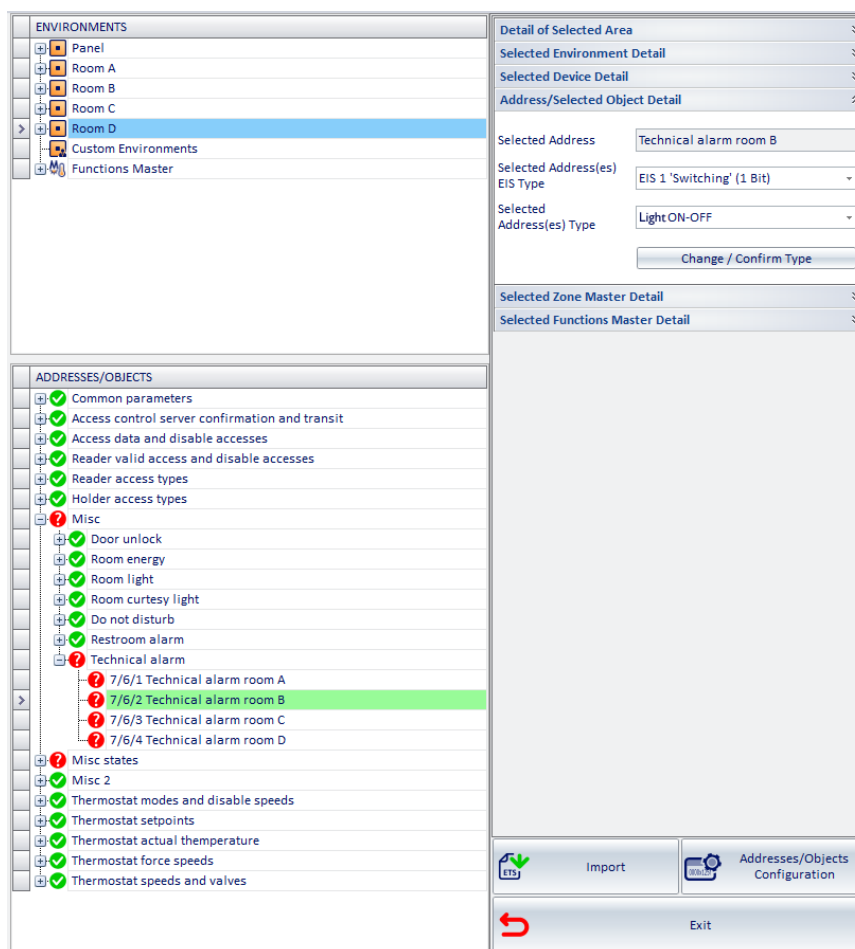 ENVIRONMENTS
Panel
Room A
Room B
Room C
Room D
Custom Environments
Functions Master
ADDRESSES/OBJECTS
Common parameters
Access control server confirmation and transit
Access data and disable accesses
Reader valid access and disable accesses
Reader access types
Holder access types
Misc
Door unlock
Room energy
Room light
Room curtesy light
Do not disturb
Restroom alarm
Technical alarm
7/6/1 Technical alarm room A
7/6/2 Technical alarm room B
7/6/3 Technical alarm room C
7/6/4 Technical alarm room D
Misc states
Misc 2
Thermostat modes and disable speeds
Thermostat setpoints
Thermostat actual themperature
Thermostat force speeds
Thermostat speeds and valves
Detail of Selected Area
Selected Environment Detail
Selected Device Detail
Address/Selected Object Detail
Selected Address Technical alarm room B
Selected Address(es)
EIS Type
EIS 1 'Switching' (1 Bit)
Selected
Address(es) Type
Light ON-OFF
Change / Confirm Type
Selected Zone Master Detail
Selected Functions Master Detail
ETS
Import
Addresses/Objects
Configuration
Exit